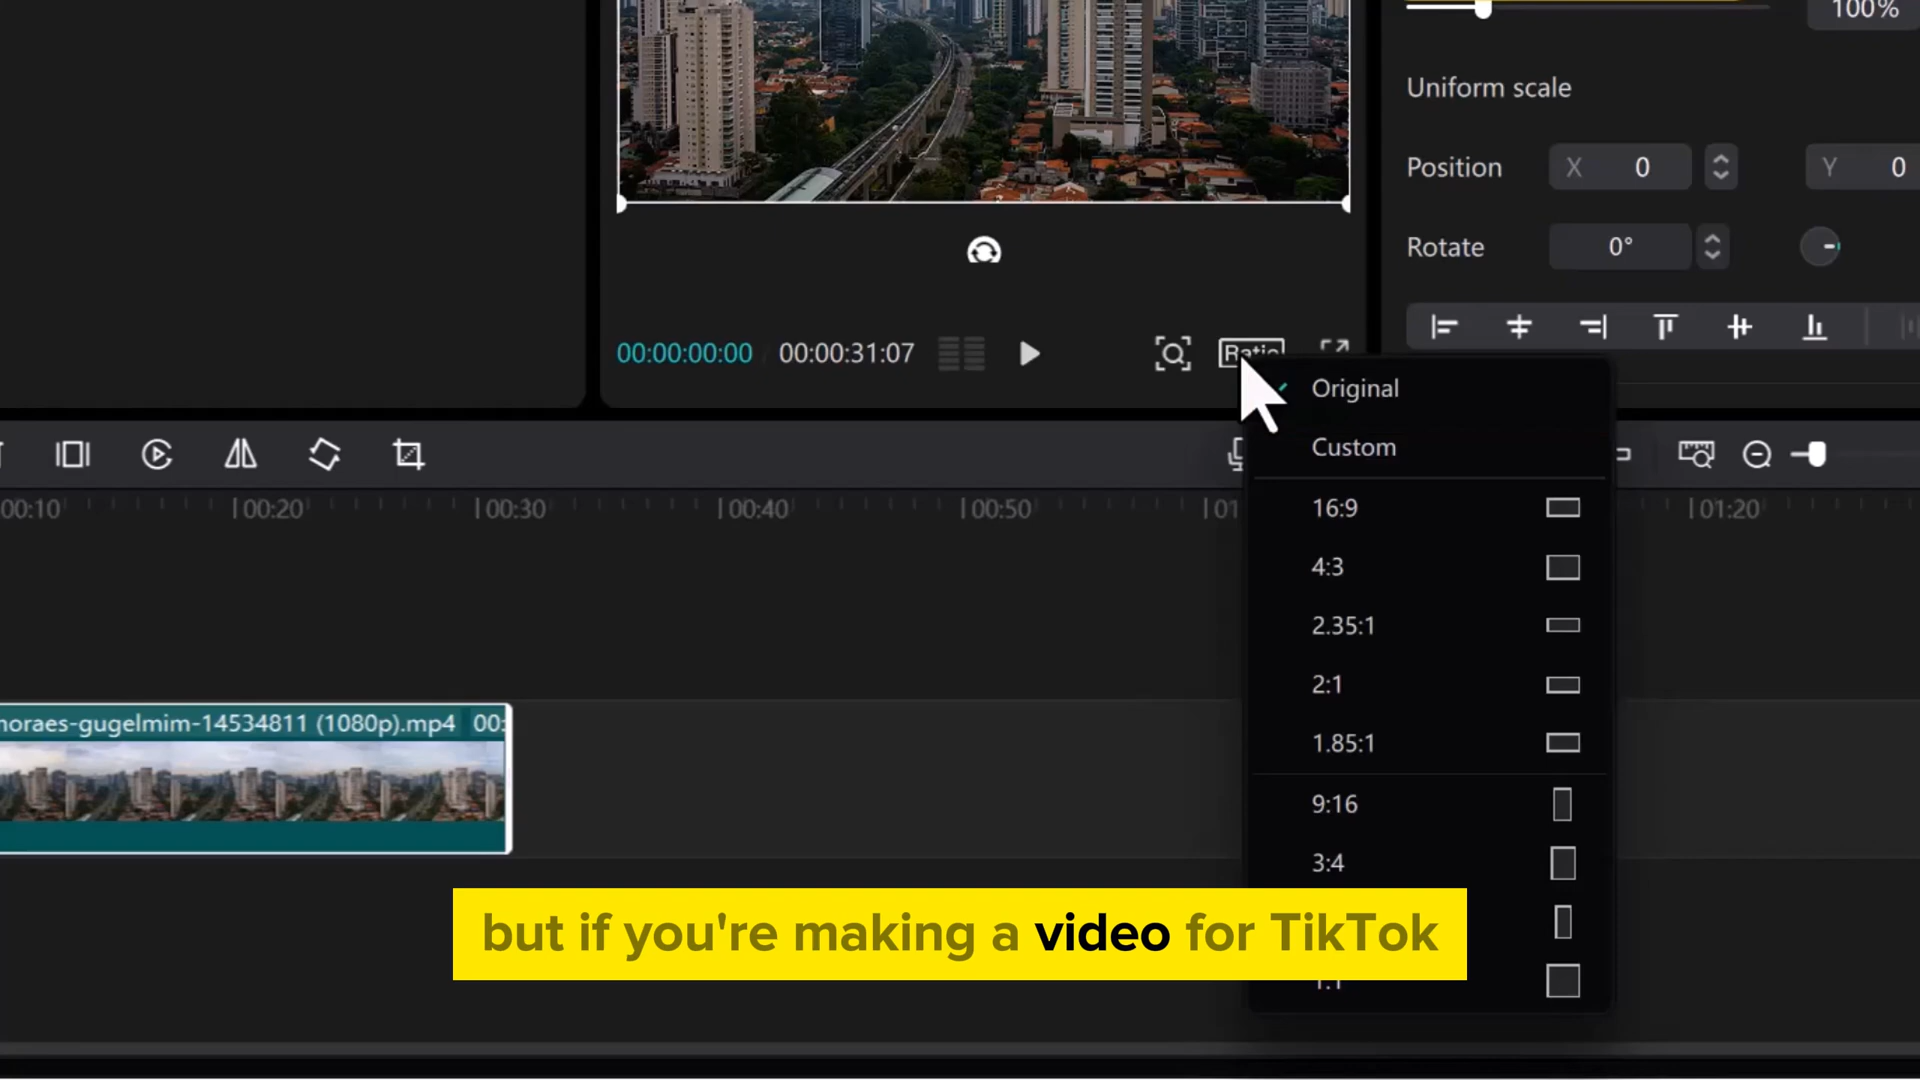 100%
Uniform scale
Position X 0 Y 0
Rotate 0°
00:00:00:00 00:00:31:07 Ratio
Original
Custom
00:10 00:20 00:30 00:40 00:50 01 01:20
16:9
4:3
2.35:1
2:1
1.85:1
moraes-gugelmim-14534811 (1080p).mp4 00:
9:16
3:4
but if you're making a video for TikTok
1:1